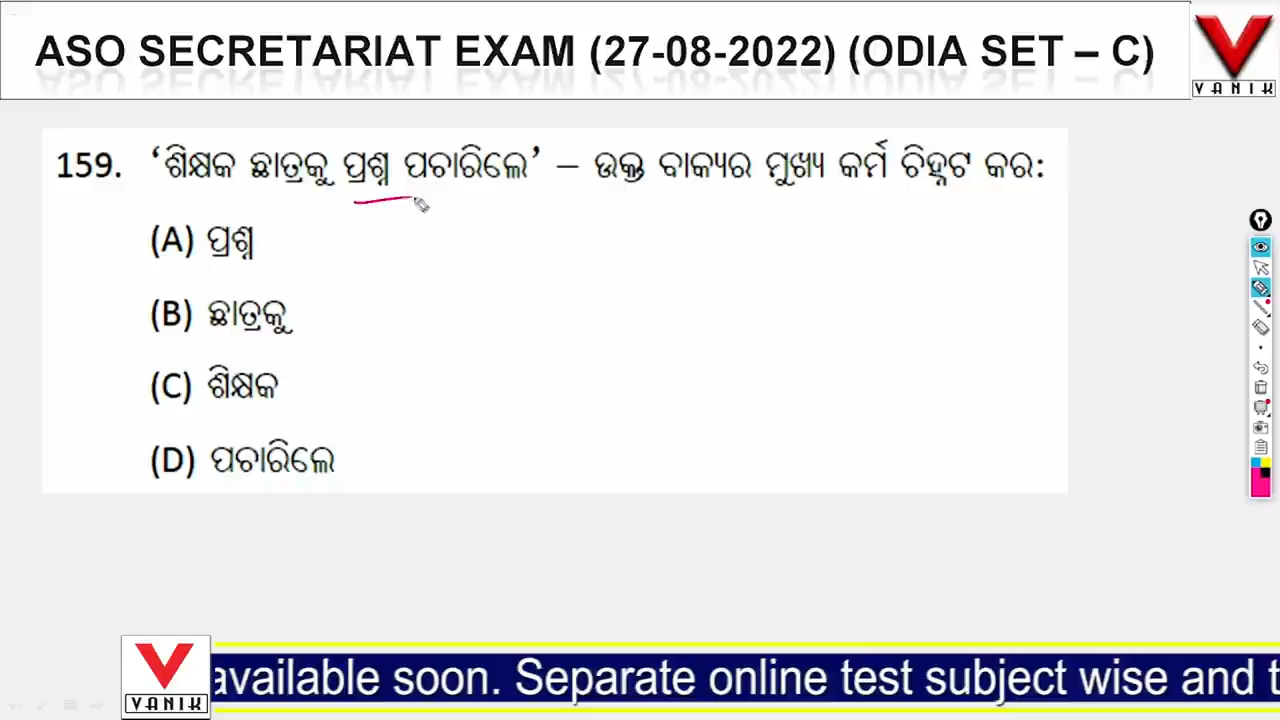 ASO SECRETARIAT EXAM (27-08-2022) (ODIA SET – C)
VANIK
159. ‘ଶିକ୍ଷକ ଛାତ୍ରକୁ ପ୍ରଶ୍ନ ପଚାରିଲେ’ – ଉକ୍ତ ବାକ୍ୟର ମୁଖ୍ୟ କର୍ମ ଚିହ୍ନଟ କର:
(A) ପ୍ରଶ୍ନ
(B) ଛାତ୍ରକୁ
(C) ଶିକ୍ଷକ
(D) ପଚାରିଲେ
available soon. Separate online test subject wise and t
VANIK